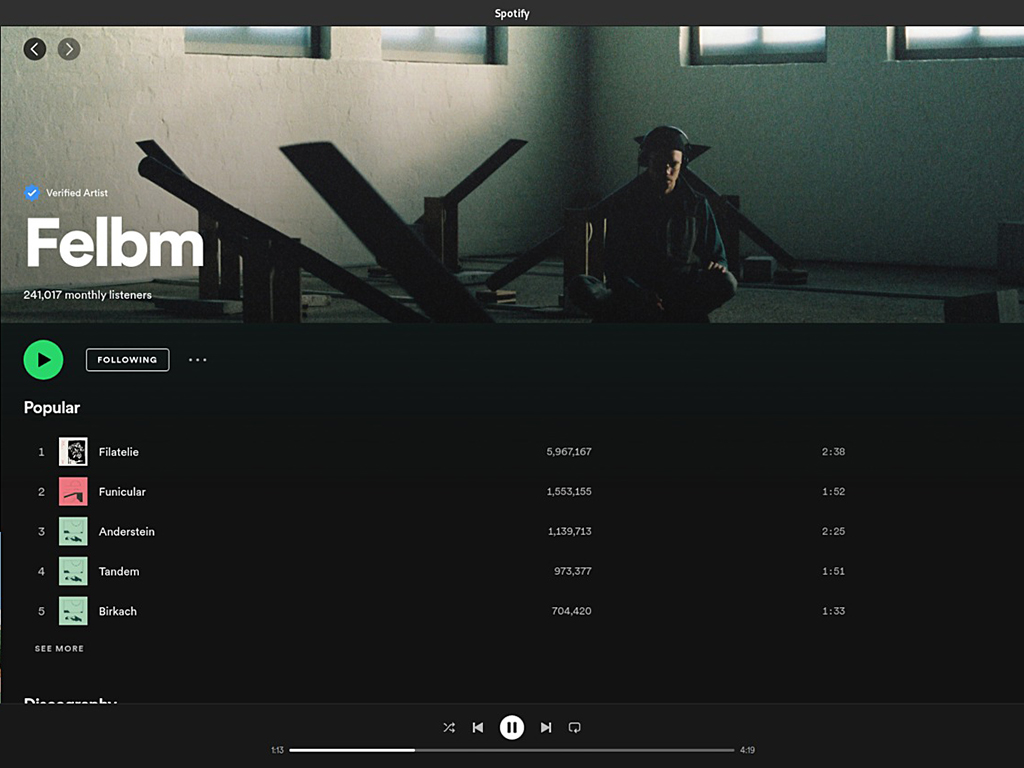 Spotify
Verified Artist
Felbm
241,017 monthly listeners
FOLLOWING
Popular
1 Filatelie 5,967,167 2:38
2 Funicular 1,553,155 1:52
3 Anderstein 1,139,713 2:25
4 Tandem 973,377 1:51
5 Birkach 704,420 1:33
SEE MORE
Discography
1:13 4:19